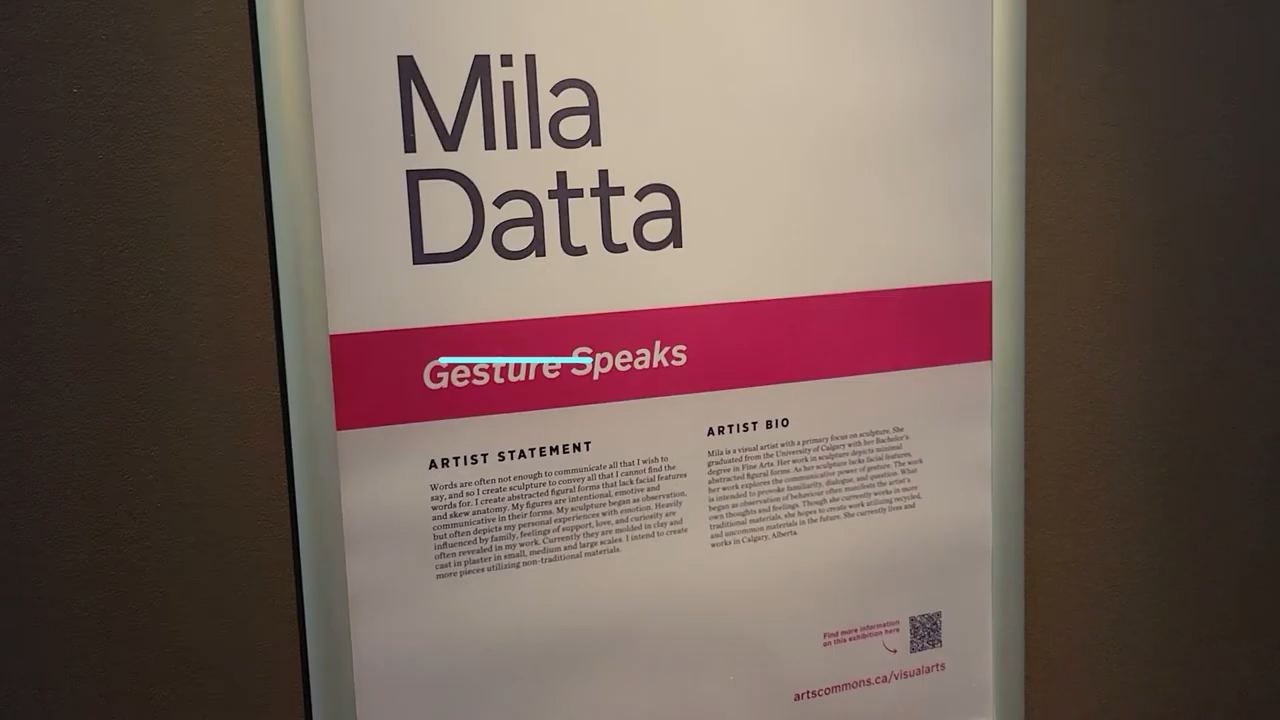 Mila
Datta
Gesture Speaks
ARTIST STATEMENT
Words are often not enough to communicate all that I wish to
say, and so I create sculpture to convey all that I cannot find the
words for. I create abstracted figural forms that lack facial features
and skew anatomy. My figures are intentional, emotive and
communicative in their forms. My sculpture began as observation,
but often depicts my personal experiences with emotion. Heavily
influenced by family, feelings of support, love, and curiosity are
often revealed in my work. Currently they are molded in clay and
cast in plaster in small, medium and large scales. I intend to create
more pieces utilizing non-traditional materials.
ARTIST BIO
Mila is a visual artist with a primary focus on sculpture. She
graduated from the University of Calgary with her Bachelor's
degree in Fine Arts. Her work in sculpture depicts minimal
abstracted figural forms. As her sculpture lacks facial features,
her work explores the communicative power of gesture. The work
is intended to provoke familiarity, dialogue, and question. What
began as observation of behaviour often manifests the artist's
own thoughts and feelings. Though she currently works in more
traditional materials, she hopes to create work utilizing recycled,
and uncommon materials in the future. She currently lives and
works in Calgary, Alberta.
Find more information
on this exhibition here
artscommons.ca/visualarts